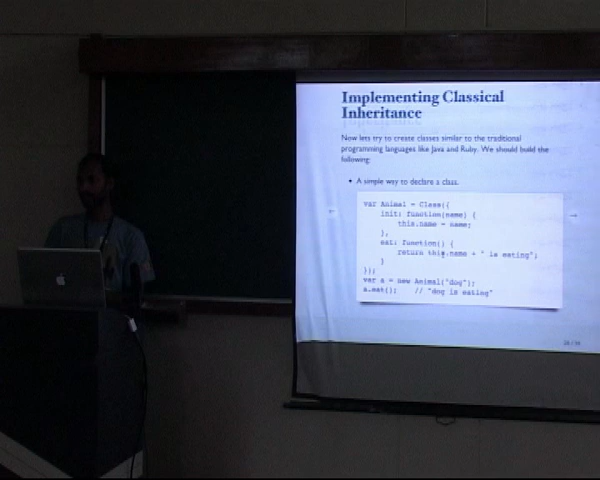 Implementing Classical
Inheritance
Now lets try to create classes similar to the traditional
programming languages like Java and Ruby. We should build the
following:
• A simple way to declare a class.
var Animal = Class({
init: function(name) {
this.name = name;
},
eat: function() {
return this.name + " is eating";
}
});
var a = new Animal("dog");
a.eat(); // "dog is eating"